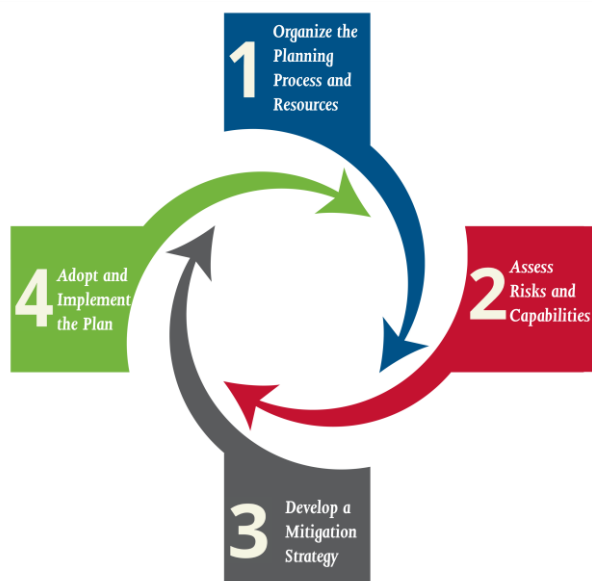 1
Organize the
Planning
Process and
Resources
2
Assess
Risks and
Capabilities
3
Develop a
Mitigation
Strategy
4
Adopt and
Implement
the Plan